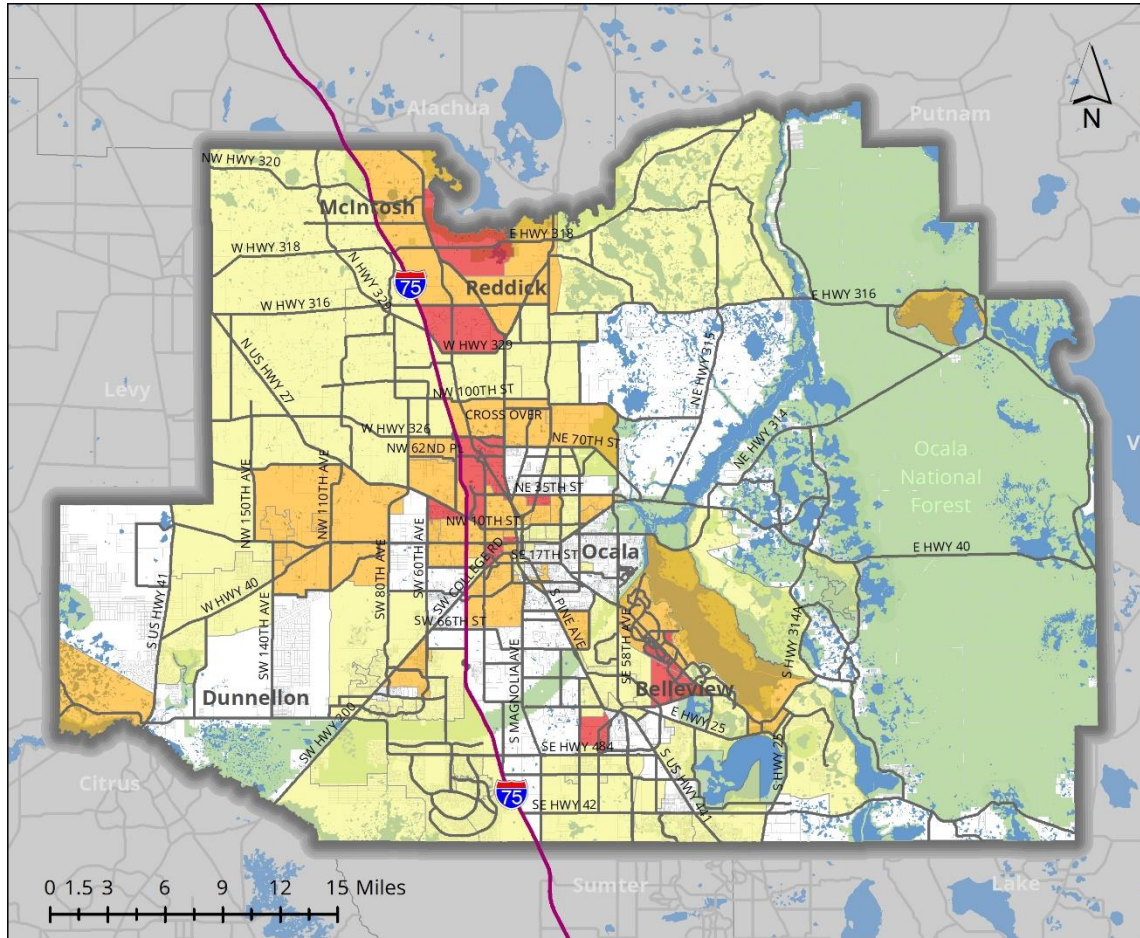 Alachua
Putnam
N
NW HWY 320
McIntosh
E HWY 318
W HWY 318
N HWY 329
75
Reddick
W HWY 316
E HWY 316
W HWY 329
NE HWY 315
N US HWY 27
Levy
NW 100TH ST
CROSS OVER
W HWY 326
NE 70TH ST
NW 62ND PL
NE HWY 314
V
Ocala
National
Forest
NW 150TH AVE
NW 110TH AVE
NE 35TH ST
NW 10TH ST
SE 17TH ST
Ocala
E HWY 40
SW 80TH AVE
SW 60TH AVE
SW COLLEGE RD
W HWY 40
S US HWY 41
SW 140TH AVE
SW 66TH ST
S PINE AVE
SE 58TH AVE
S HWY 314A
S MAGNOLIA AVE
Dunnellon
Belleview
SW HWY 200
E HWY 25
SE HWY 484
S US HWY 441
S HWY 25
Citrus
75
SE HWY 42
0 1.5 3 6 9 12 15 Miles
Sumter
Lake